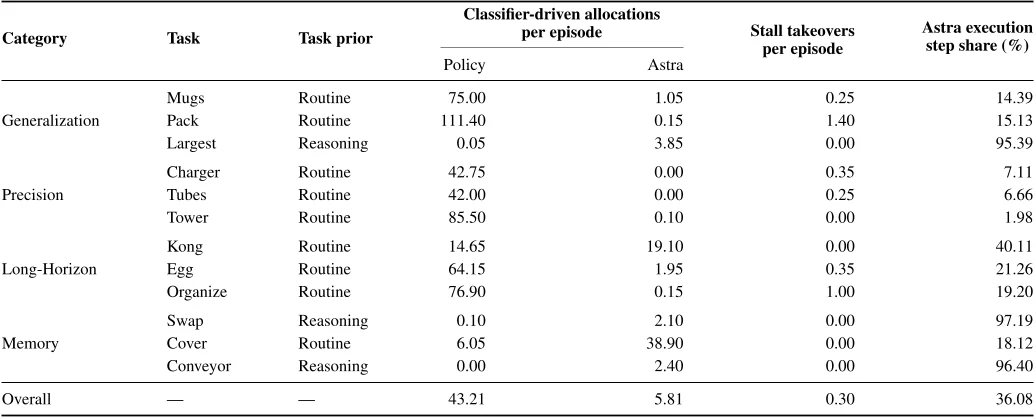 Category Task Task prior Classifier-driven allocations per episode Stall takeovers per episode Astra execution step share (%)
Policy Astra
Mugs Routine 75.00 1.05 0.25 14.39
Generalization Pack Routine 111.40 0.15 1.40 15.13
Largest Reasoning 0.05 3.85 0.00 95.39
Charger Routine 42.75 0.00 0.35 7.11
Precision Tubes Routine 42.00 0.00 0.25 6.66
Tower Routine 85.50 0.10 0.00 1.98
Kong Routine 14.65 19.10 0.00 40.11
Long-Horizon Egg Routine 64.15 1.95 0.35 21.26
Organize Routine 76.90 0.15 1.00 19.20
Swap Reasoning 0.10 2.10 0.00 97.19
Memory Cover Routine 6.05 38.90 0.00 18.12
Conveyor Reasoning 0.00 2.40 0.00 96.40
Overall — — 43.21 5.81 0.30 36.08